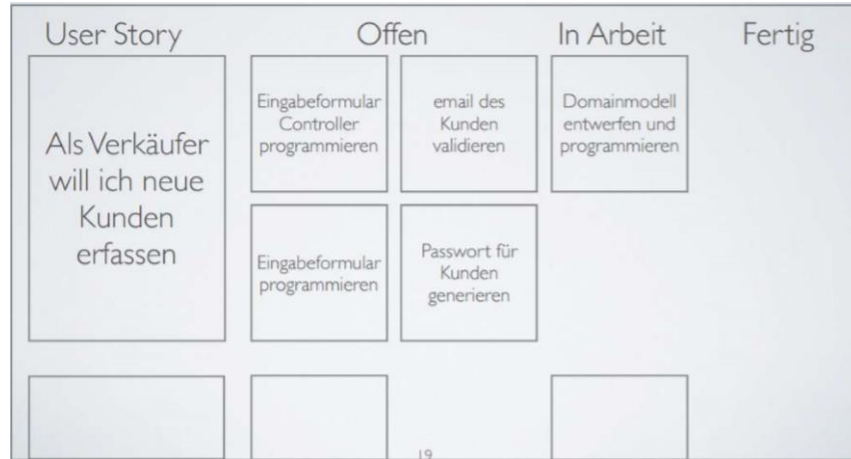 User Story
Offen
In Arbeit
Fertig
Als Verkäufer
will ich neue
Kunden
erfassen
Eingabeformular
Controller
programmieren
email des
Kunden
validieren
Domainmodell
entwerfen und
programmieren
Eingabeformular
programmieren
Passwort für
Kunden
generieren
19